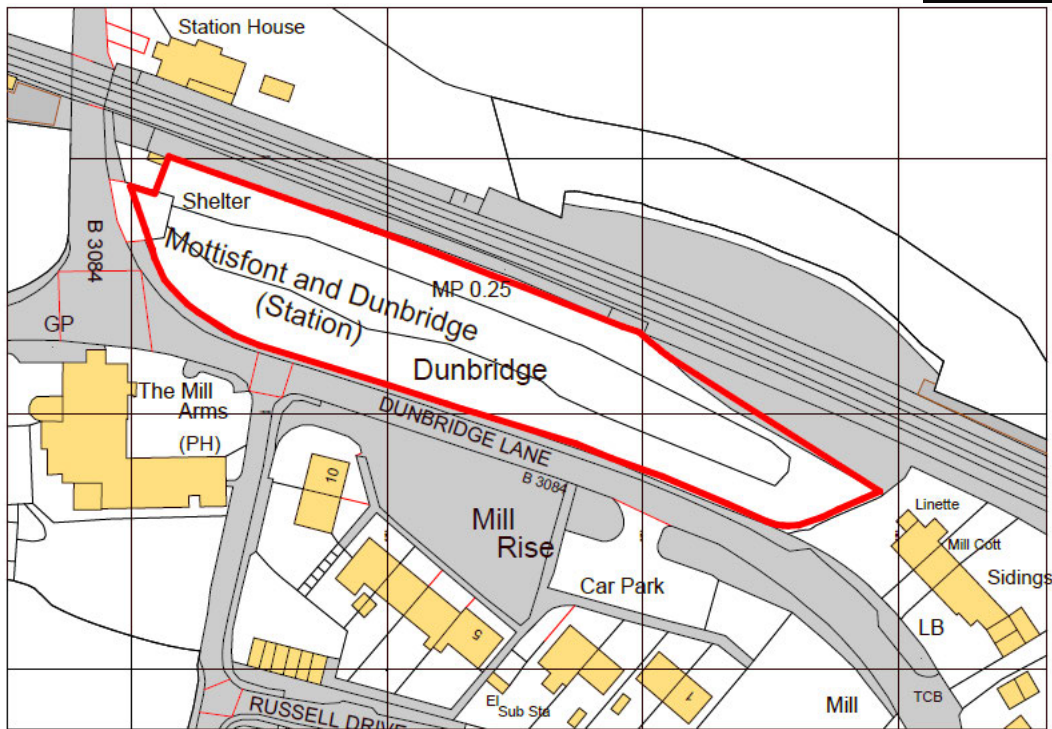 Station House
Shelter
B 3084
Mottisfont and Dunbridge
(Station)
MP 0.25
GP
Dunbridge
The Mill
Arms
(PH)
DUNBRIDGE LANE
B 3084
10
Mill
Rise
Linette
Mill Cott
Sidings
Car Park
LB
5
1
El
Sub Sta
Mill
TCB
RUSSELL DRIVE